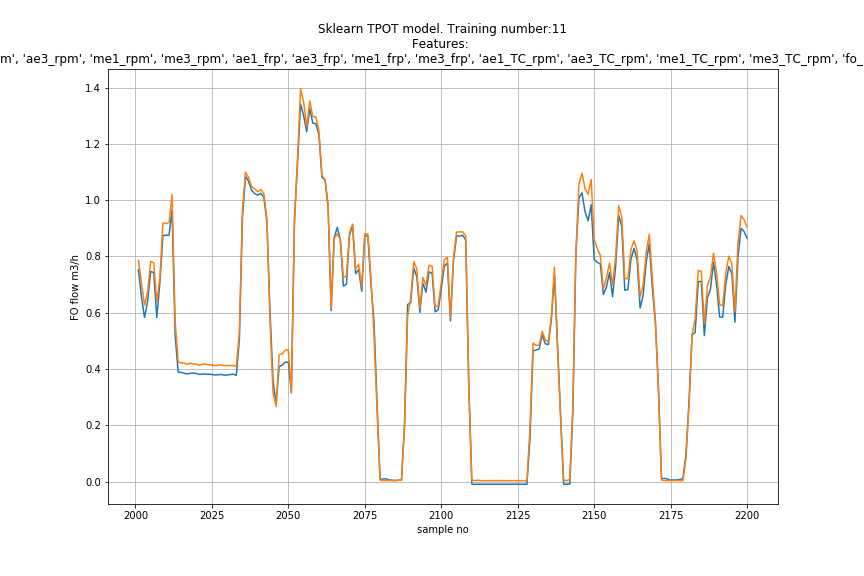 Sklearn TPOT model. Training number:11
Features:
m', 'ae3_rpm', 'me1_rpm', 'me3_rpm', 'ae1_frp', 'ae3_frp', 'me1_frp', 'me3_frp', 'ae1_TC_rpm', 'ae3_TC_rpm', 'me1_TC_rpm', 'me3_TC_rpm', 'fo_
1.4
1.2
1.0
0.8
0.6
0.4
0.2
0.0
FO flow m3/h
2000 2025 2050 2075 2100 2125 2150 2175 2200
sample no